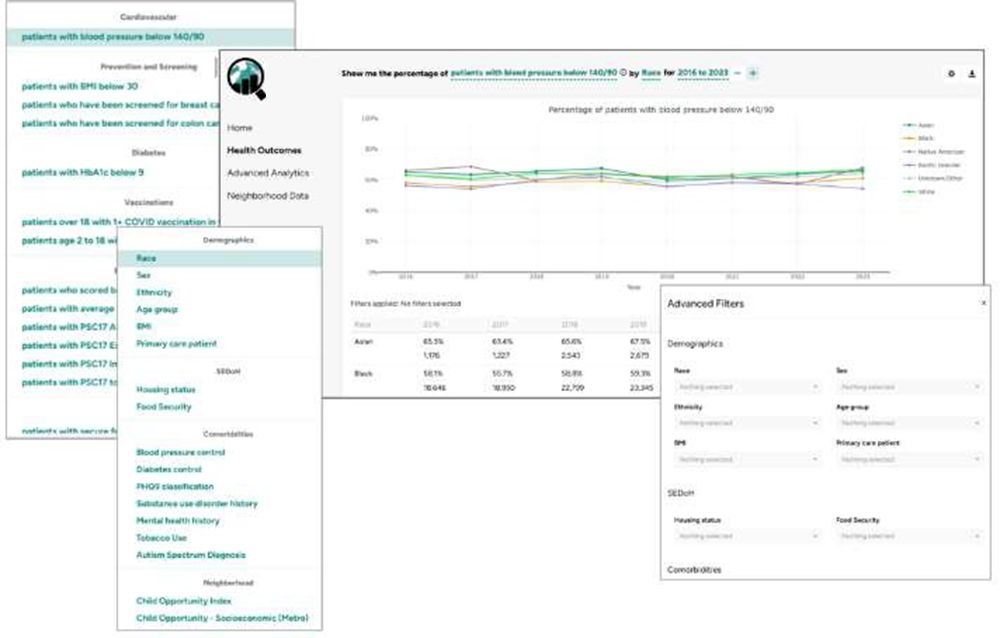 Cardiovascular
patients with blood pressure below 140/90
Prevention and Screening
patients with BMI below 30
patients who have been screened for breast ca
patients who have been screened for colon can
Diabetes
patients with HbA1c below 9
Vaccinations
patients over 18 with 1+ COVID vaccination in
patients age 2 to 18 wi
patients who scored b
patients with average
patients with PSC17 A
patients with PSC17 E
patients with PSC17 In
patients with PSC17 to
patients with secure f
Show me the percentage of patients with blood pressure below 140/90 by Race for 2016 to 2023 − +
Home
Health Outcomes
Advanced Analytics
Neighborhood Data
Percentage of patients with blood pressure below 140/90
100%
80%
60%
40%
20%
0%
2016 2017 2018 2019 2020 2021 2022 2023
Year
Asian
Black
Native American
Pacific Islander
Unknown/Other
White
Filters applied: No filters selected
Race 2016 2017 2018 2019
Asian 65.3% 63.4% 65.6% 67.5%
1,176 1,227 2,543 2,675
Black 58.1% 55.7% 58.8% 59.3%
18,646 18,950 22,799 23,345
Demographics
Race
Sex
Ethnicity
Age group
BMI
Primary care patient
SEDoH
Housing status
Food Security
Comorbidities
Blood pressure control
Diabetes control
PHQ9 classification
Substance use disorder history
Mental health history
Tobacco Use
Autism Spectrum Diagnosis
Neighborhood
Child Opportunity Index
Child Opportunity - Socioeconomic (Metro)
Advanced Filters ×
Demographics
Race Sex
Nothing selected Nothing selected
Ethnicity Age group
Nothing selected Nothing selected
BMI Primary care patient
Nothing selected Nothing selected
SEDoH
Housing status Food Security
Nothing selected Nothing selected
Comorbidities